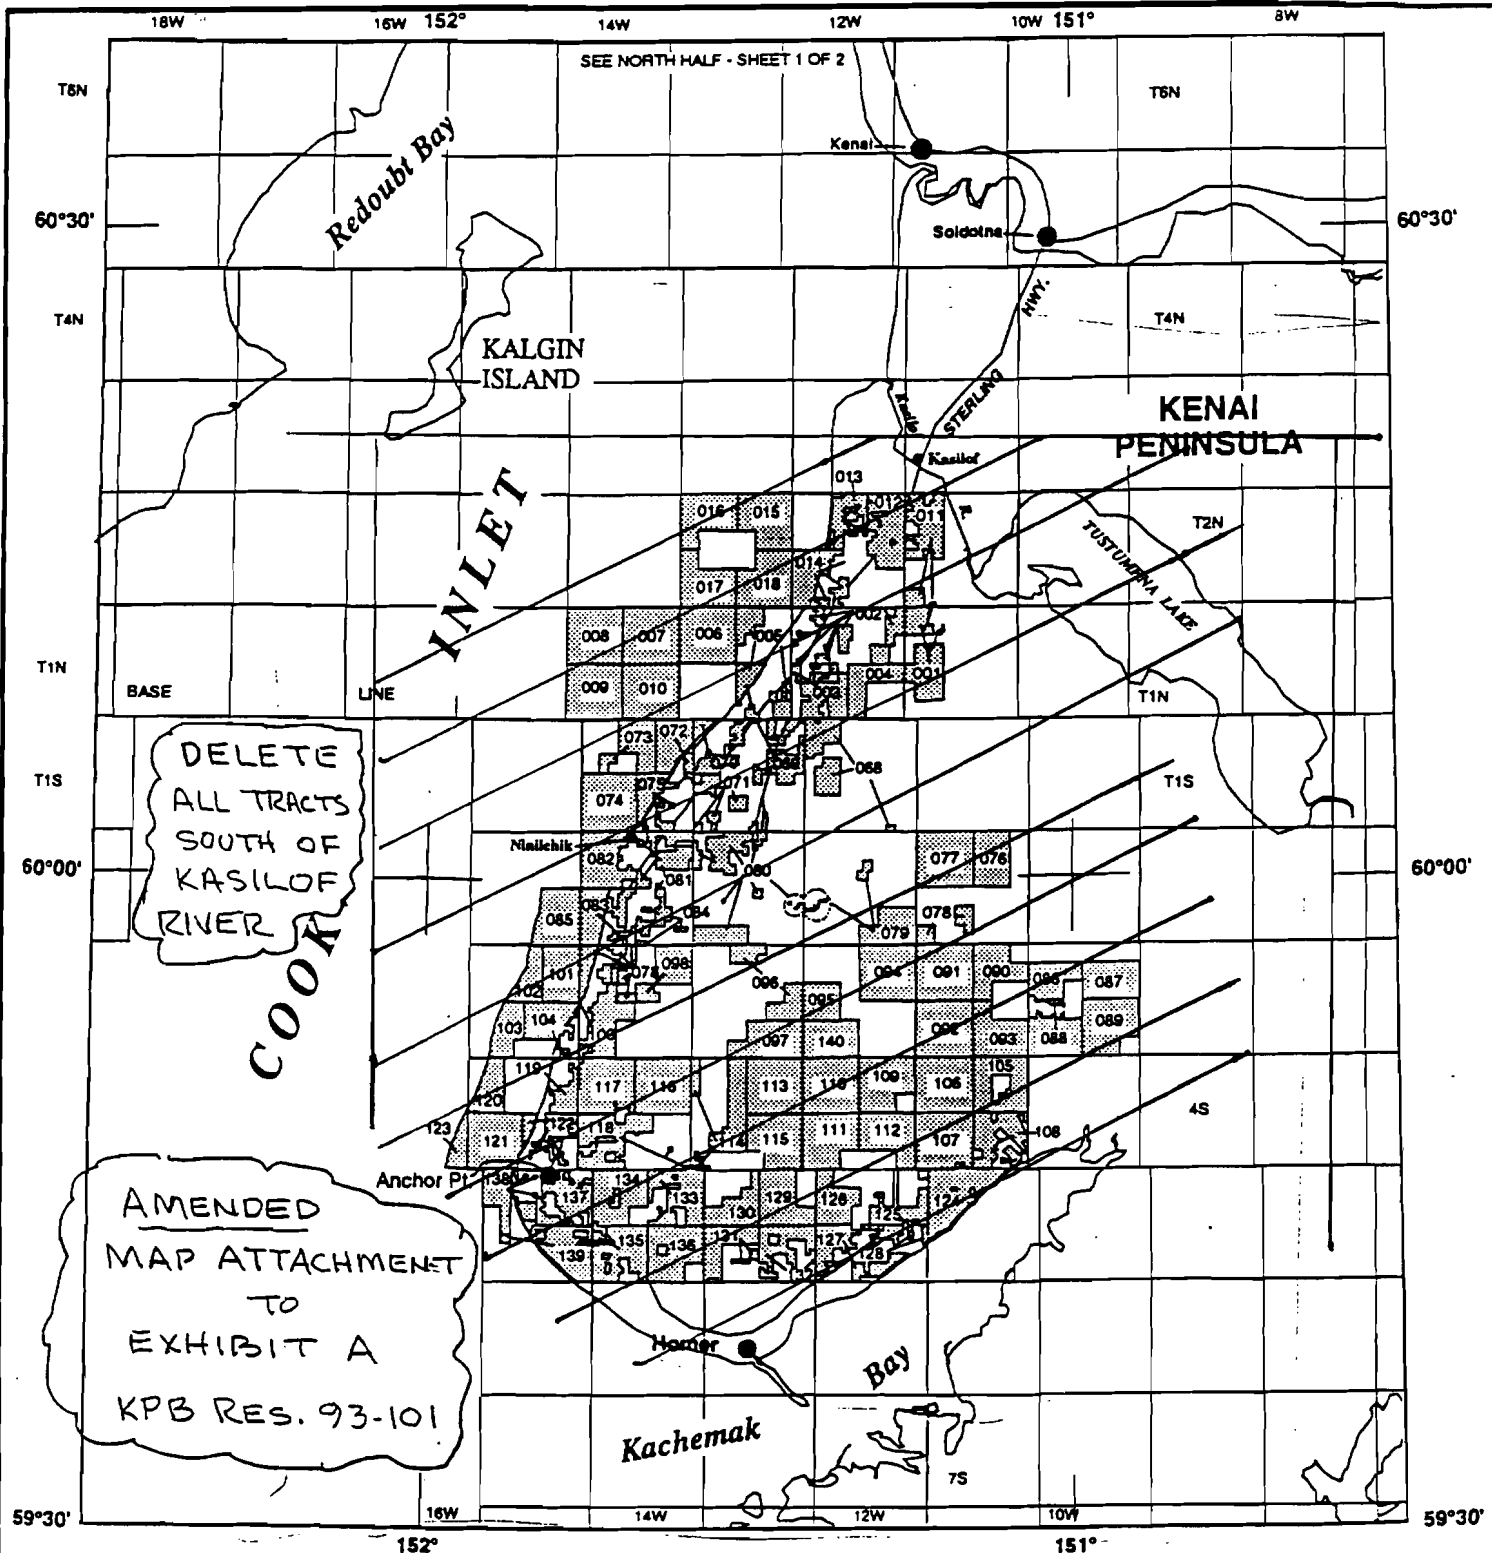 18W 16W 152° 14W 12W 10W 151° 8W
SEE NORTH HALF - SHEET 1 OF 2
T6N T6N
Kenai
Redoubt Bay
60°30' 60°30'
Soldotna
HWY.
T4N T4N
KALGIN
ISLAND
STERLING
KENAI
PENINSULA
Kasilof
013
016 015 012 011
R.
T2N
TUSTUMENA LAKE
INLET
014
017 018
002
008 007 006 005
T1N
009 010 003 004 001
BASE LINE
T1N
DELETE
ALL TRACTS
SOUTH OF
KASILOF
RIVER
073 072
T1S
075 071 068
074
T1S
Ninilchik
082 077 076
60°00' 60°00'
081 080
083 084
085 079 078
COOK
101 098 096 094 091 090 086 087
102
095
103 104 097 140 092 093 088 089
119 117 116 113 110 109 106 105
120
4S
123 121 122 118 114 115 111 112 107 108
Anchor Pt
138 137 134 133 130 129 126 125 124
139 135 136 131 132 127 128
AMENDED
MAP ATTACHMENT
TO
EXHIBIT A
KPB RES. 93-101
Homer
Kachemak
Bay
7S
59°30' 16W 14W 12W 10W 59°30'
152° 151°